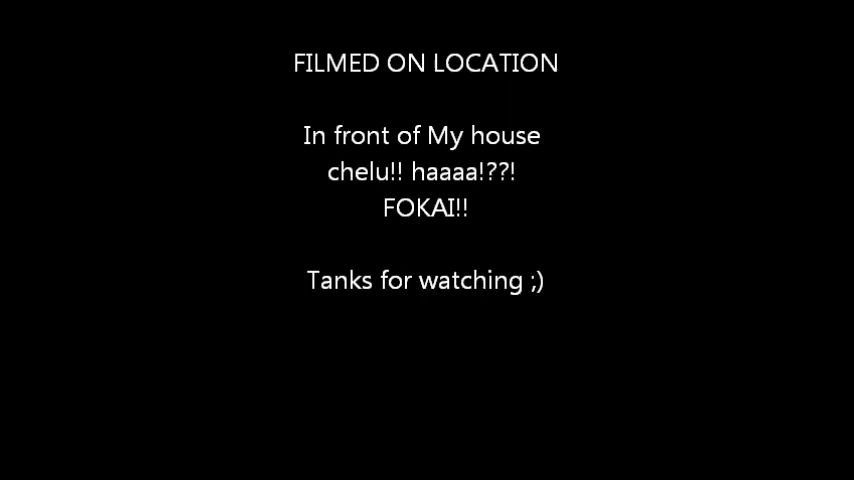 FILMED ON LOCATION
In front of My house
chelu!! haaaa!??!
FOKAI!!
Tanks for watching ;)